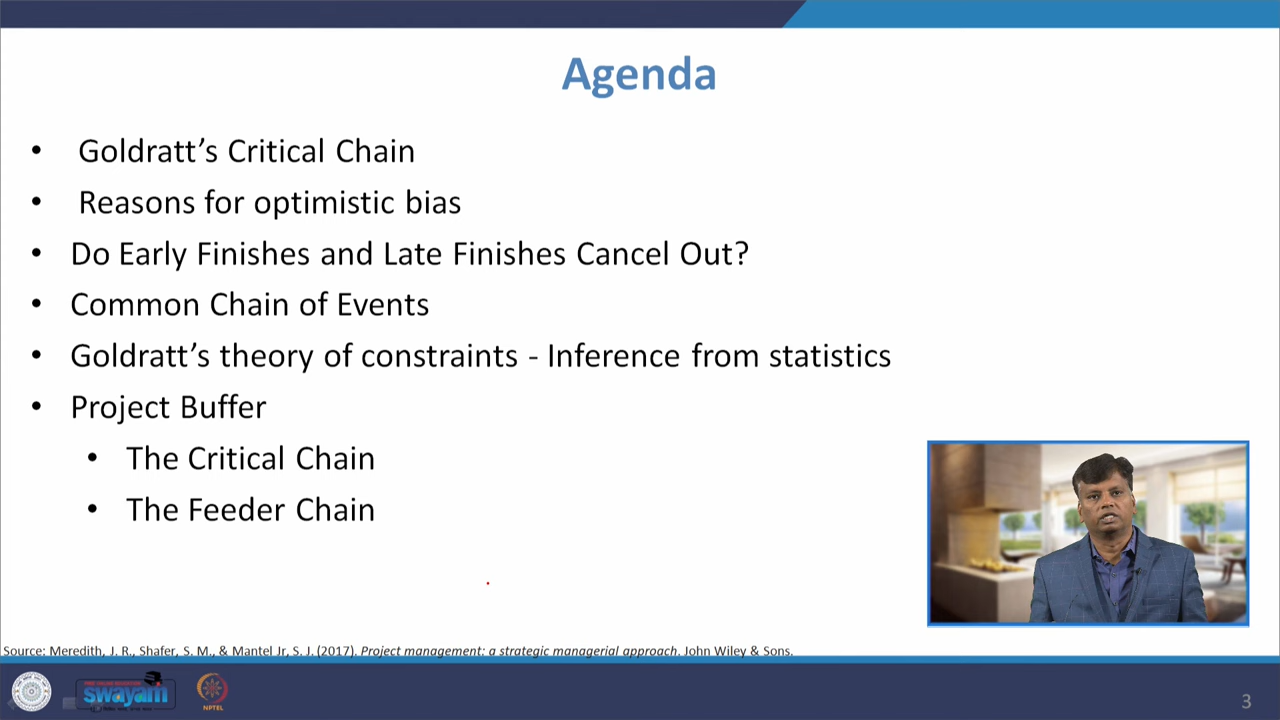 Agenda
• Goldratt’s Critical Chain
• Reasons for optimistic bias
• Do Early Finishes and Late Finishes Cancel Out?
• Common Chain of Events
• Goldratt’s theory of constraints - Inference from statistics
• Project Buffer
• The Critical Chain
• The Feeder Chain
Source: Meredith, J. R., Shafer, S. M., & Mantel Jr, S. J. (2017). Project management: a strategic managerial approach. John Wiley & Sons.
swayam
NPTEL
3